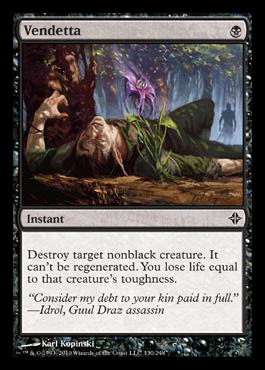 Vendetta
Instant
Destroy target nonblack creature. It
can't be regenerated. You lose life equal
to that creature's toughness.
"Consider my debt to your kin paid in full."
—Idrol, Guul Draz assassin
Karl Kopinski
™ & © 1993–2010 Wizards of the Coast LLC 130/248